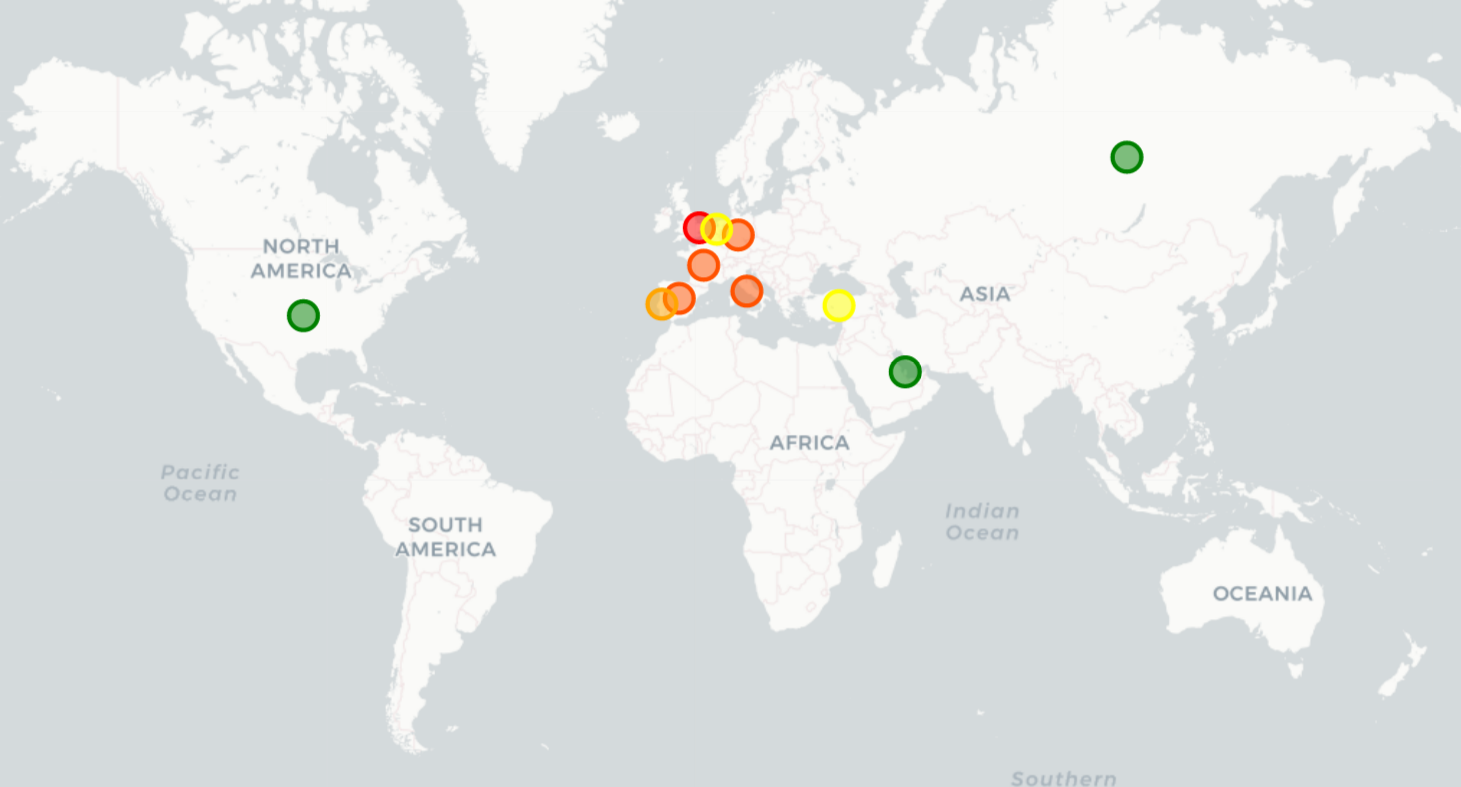 NORTH
AMERICA
ASIA
AFRICA
Pacific
Ocean
Indian
Ocean
SOUTH
AMERICA
OCEANIA
Southern